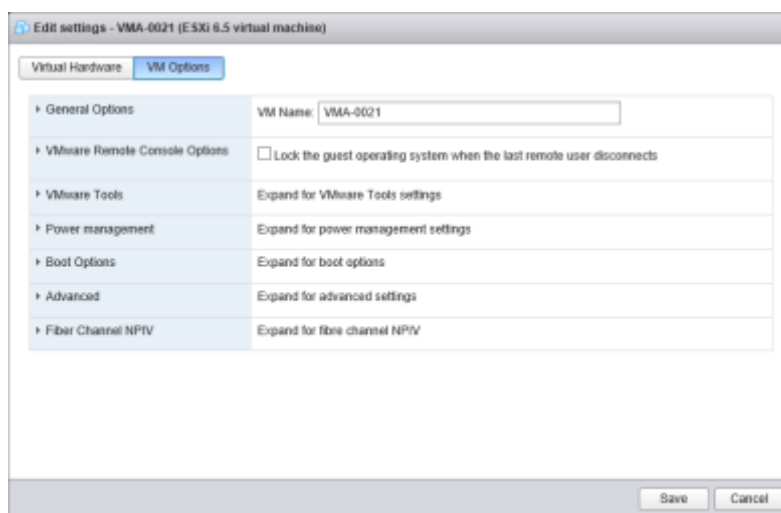 Edit settings - VMA-0021 (ESXi 6.5 virtual machine)
Virtual Hardware VM Options
General Options VM Name: VMA-0021
VMware Remote Console Options Lock the guest operating system when the last remote user disconnects
VMware Tools Expand for VMware Tools settings
Power management Expand for power management settings
Boot Options Expand for boot options
Advanced Expand for advanced settings
Fiber Channel NPIV Expand for fibre channel NPIV
Save Cancel